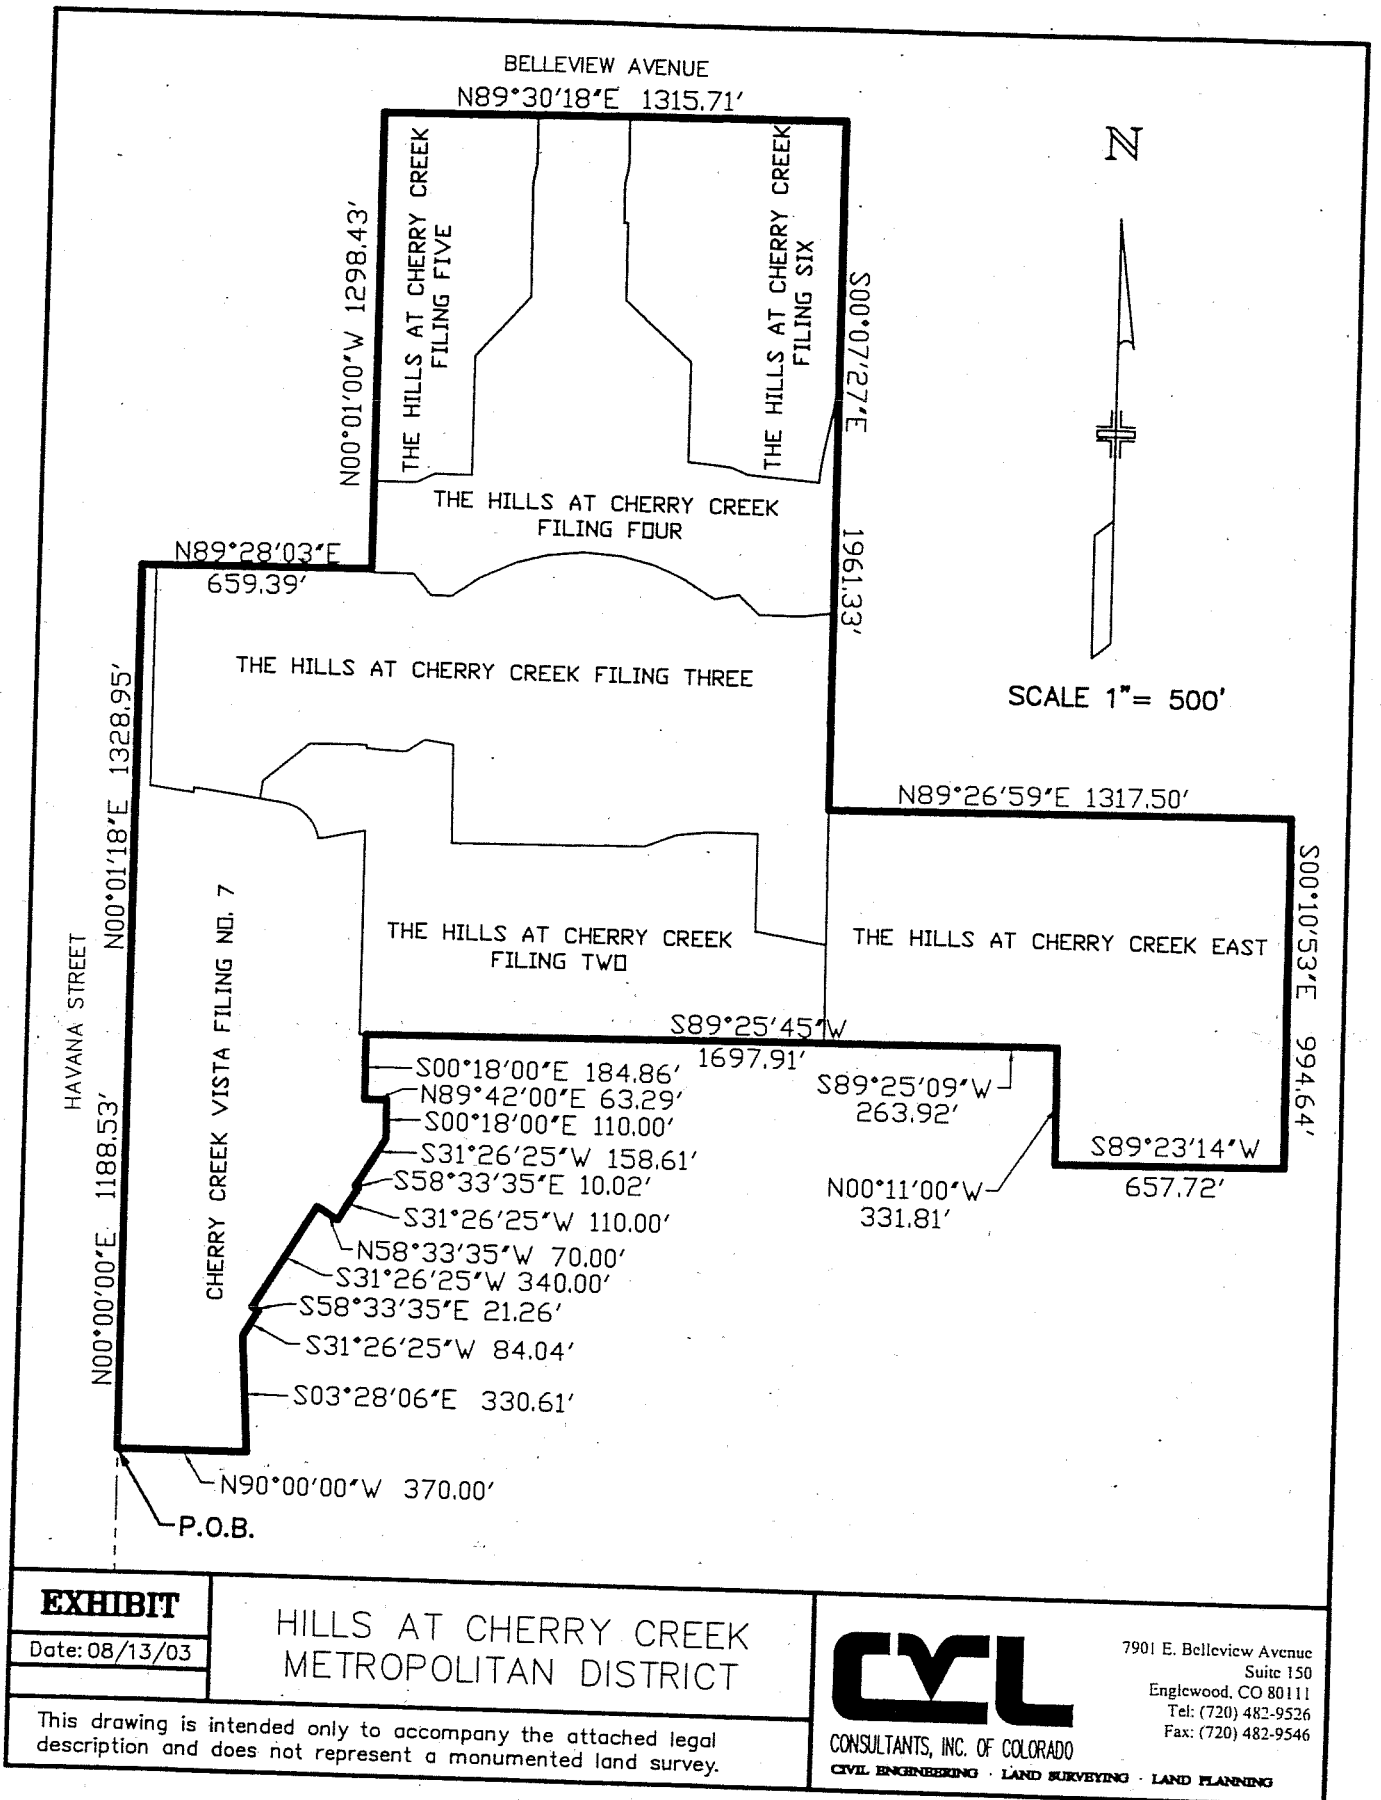 BELLEVIEW AVENUE
N89°30'18"E 1315.71'
N
THE HILLS AT CHERRY CREEK
FILING FIVE
THE HILLS AT CHERRY CREEK
FILING SIX
N00°01'00"W 1298.43'
S00°07'27"E 1961.33'
THE HILLS AT CHERRY CREEK
FILING FOUR
N89°28'03"E
659.39'
THE HILLS AT CHERRY CREEK FILING THREE
SCALE 1"= 500'
N00°01'18"E 1328.95'
N89°26'59"E 1317.50'
S00°10'53"E 994.64'
CHERRY CREEK VISTA FILING NO. 7
THE HILLS AT CHERRY CREEK
FILING TWO
THE HILLS AT CHERRY CREEK EAST
HAVANA STREET
S89°25'45"W
1697.91'
S89°25'09"W
263.92'
S00°18'00"E 184.86'
N89°42'00"E 63.29'
S00°18'00"E 110.00'
S31°26'25"W 158.61'
S58°33'35"E 10.02'
S31°26'25"W 110.00'
N58°33'35"W 70.00'
S31°26'25"W 340.00'
S58°33'35"E 21.26'
S31°26'25"W 84.04'
S03°28'06"E 330.61'
N00°11'00"W
331.81'
S89°23'14"W
657.72'
N00°00'00"E 1188.53'
N90°00'00"W 370.00'
P.O.B.
EXHIBIT
Date: 08/13/03
HILLS AT CHERRY CREEK
METROPOLITAN DISTRICT
This drawing is intended only to accompany the attached legal
description and does not represent a monumented land survey.
CVL
CONSULTANTS, INC. OF COLORADO
CIVIL ENGINEERING · LAND SURVEYING · LAND PLANNING
7901 E. Belleview Avenue
Suite 150
Englewood, CO 80111
Tel: (720) 482-9526
Fax: (720) 482-9546